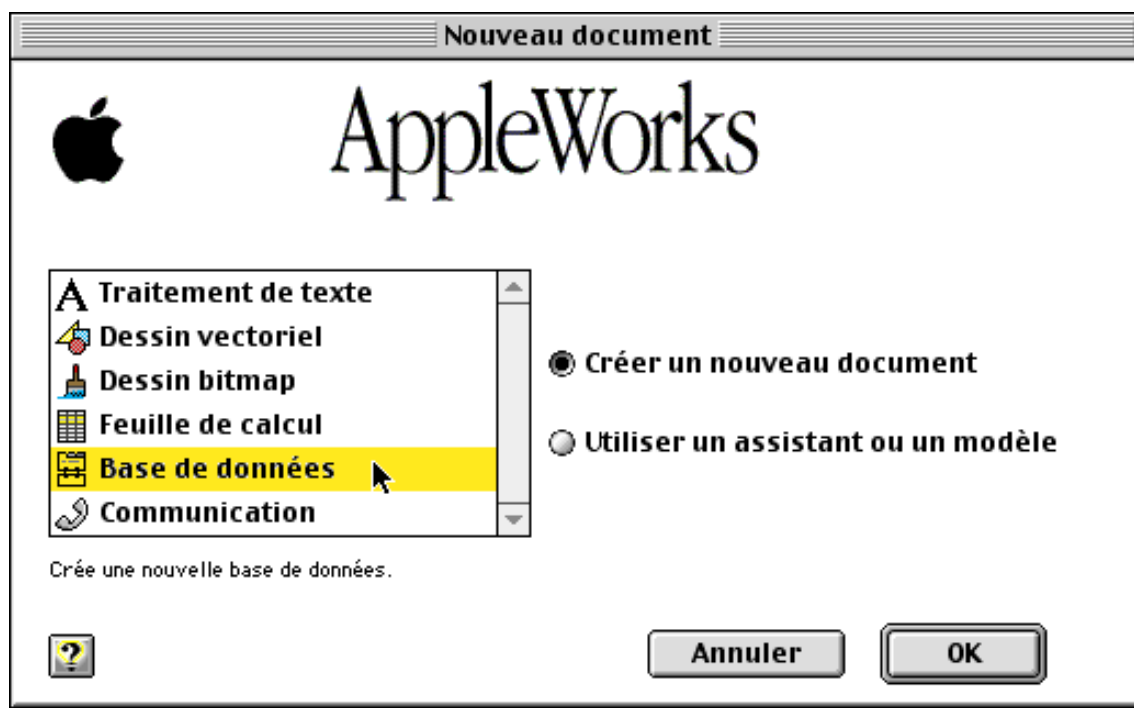 Nouveau document
AppleWorks
Traitement de texte
Dessin vectoriel
Dessin bitmap
Feuille de calcul
Base de données
Communication
Créer un nouveau document
Utiliser un assistant ou un modèle
Crée une nouvelle base de données.
?
Annuler
OK